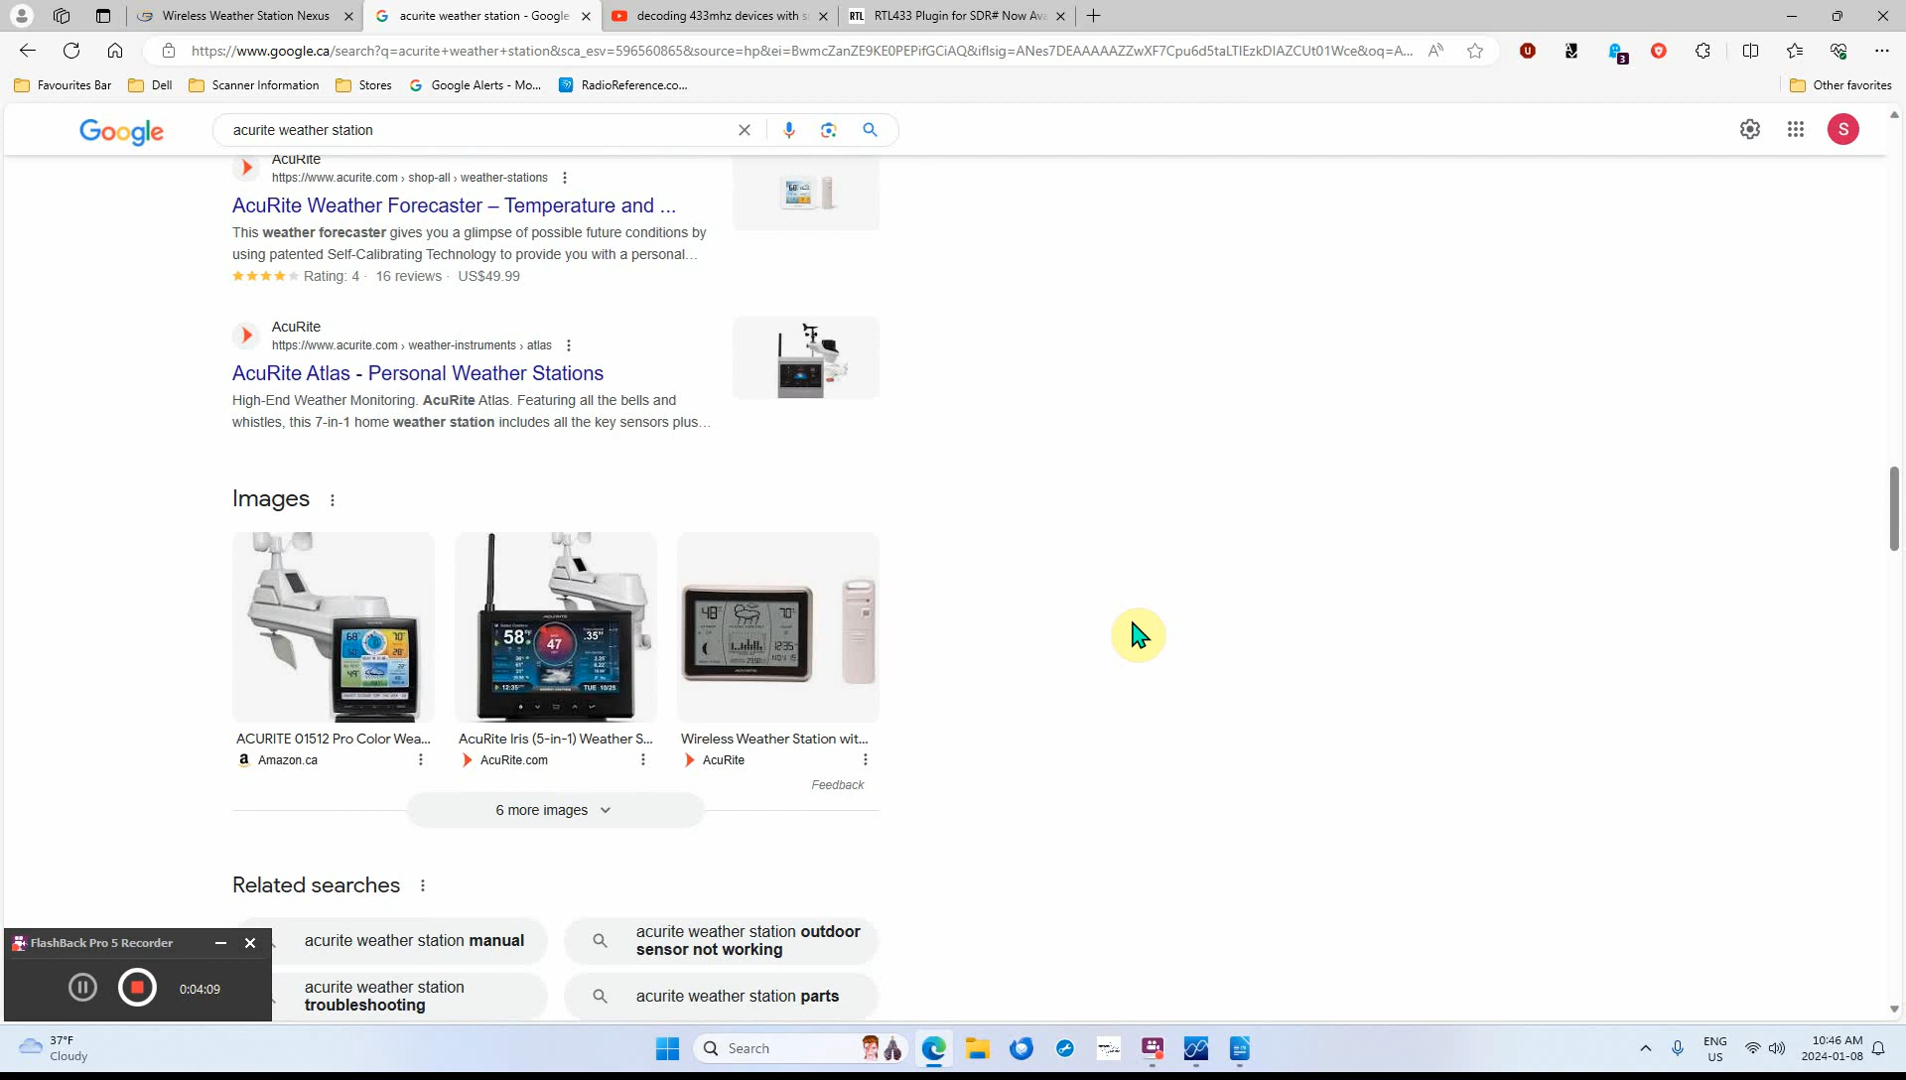 Wireless Weather Station Nexus
acurite weather station - Google
decoding 433mhz devices with s
RTL433 Plugin for SDR# Now Ava
https://www.google.ca/search?q=acurite+weather+station&sca_esv=596560865&source=hp&ei=BwmcZanZE9KE0PEPifGCiAQ&iflsig=ANes7DEAAAAAZZwXF7Cpu6d5taLTIEzkDIAZCUt01Wce&oq=A...
Favourites Bar
Dell
Scanner Information
Stores
Google Alerts - Mo...
RadioReference.co...
Other favorites
Google
acurite weather station
S
AcuRite
https://www.acurite.com › shop-all › weather-stations
AcuRite Weather Forecaster – Temperature and ...
This weather forecaster gives you a glimpse of possible future conditions by
using patented Self-Calibrating Technology to provide you with a personal…
Rating: 4 · 16 reviews · US$49.99
AcuRite
https://www.acurite.com › weather-instruments › atlas
AcuRite Atlas - Personal Weather Stations
High-End Weather Monitoring. AcuRite Atlas. Featuring all the bells and
whistles, this 7-in-1 home weather station includes all the key sensors plus…
Images
ACURITE 01512 Pro Color Wea...
Amazon.ca
AcuRite Iris (5-in-1) Weather S...
AcuRite.com
Wireless Weather Station wit...
AcuRite
Feedback
6 more images
Related searches
acurite weather station manual
acurite weather station outdoor
sensor not working
acurite weather station
troubleshooting
acurite weather station parts
FlashBack Pro 5 Recorder
0:04:09
37°F
Cloudy
Search
ENG
US
10:46 AM
2024-01-08